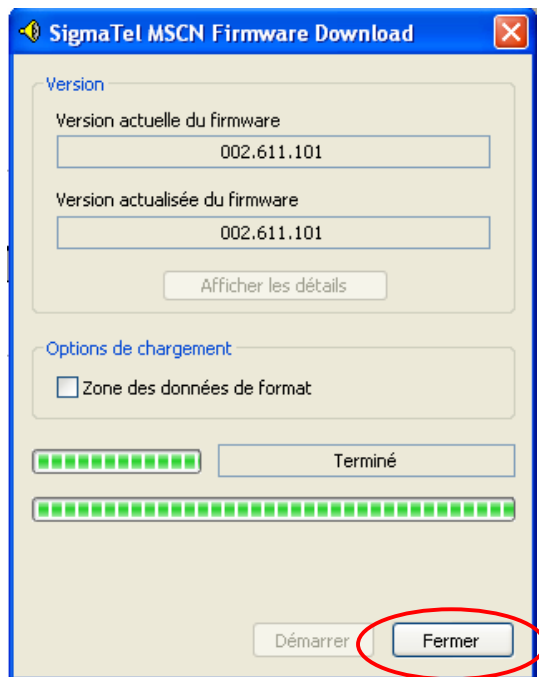 SigmaTel MSCN Firmware Download
Version
Version actuelle du firmware
002.611.101
Version actualisée du firmware
002.611.101
Afficher les détails
Options de chargement
Zone des données de format
Terminé
Démarrer
Fermer